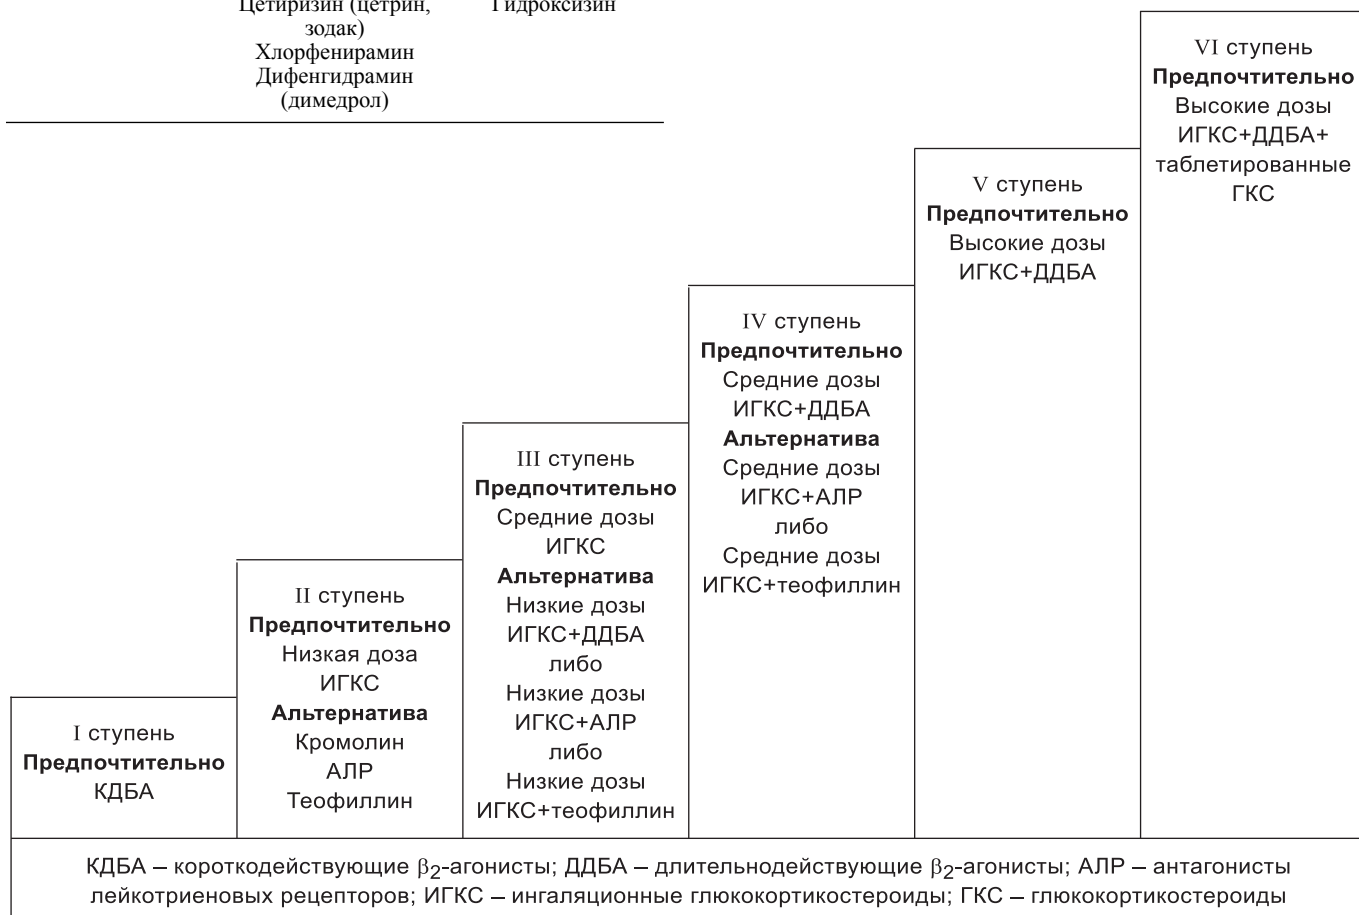 Цетиризин (цетрин,
зодак)
Хлорфенирамин
Дифенгидрамин
(димедрол)
Гидроксизин
VI ступень
Предпочтительно
Высокие дозы
ИГКС+ДДБА+
таблетированные
ГКС
V ступень
Предпочтительно
Высокие дозы
ИГКС+ДДБА
IV ступень
Предпочтительно
Средние дозы
ИГКС+ДДБА
Альтернатива
Средние дозы
ИГКС+АЛР
либо
Средние дозы
ИГКС+теофиллин
III ступень
Предпочтительно
Средние дозы
ИГКС
Альтернатива
Низкие дозы
ИГКС+ДДБА
либо
Низкие дозы
ИГКС+АЛР
либо
Низкие дозы
ИГКС+теофиллин
II ступень
Предпочтительно
Низкая доза
ИГКС
Альтернатива
Кромолин
АЛР
Теофиллин
I ступень
Предпочтительно
КДБА
КДБА – короткодействующие β2-агонисты; ДДБА – длительнодействующие β2-агонисты; АЛР – антагонисты
лейкотриеновых рецепторов; ИГКС – ингаляционные глюкокортикостероиды; ГКС – глюкокортикостероиды